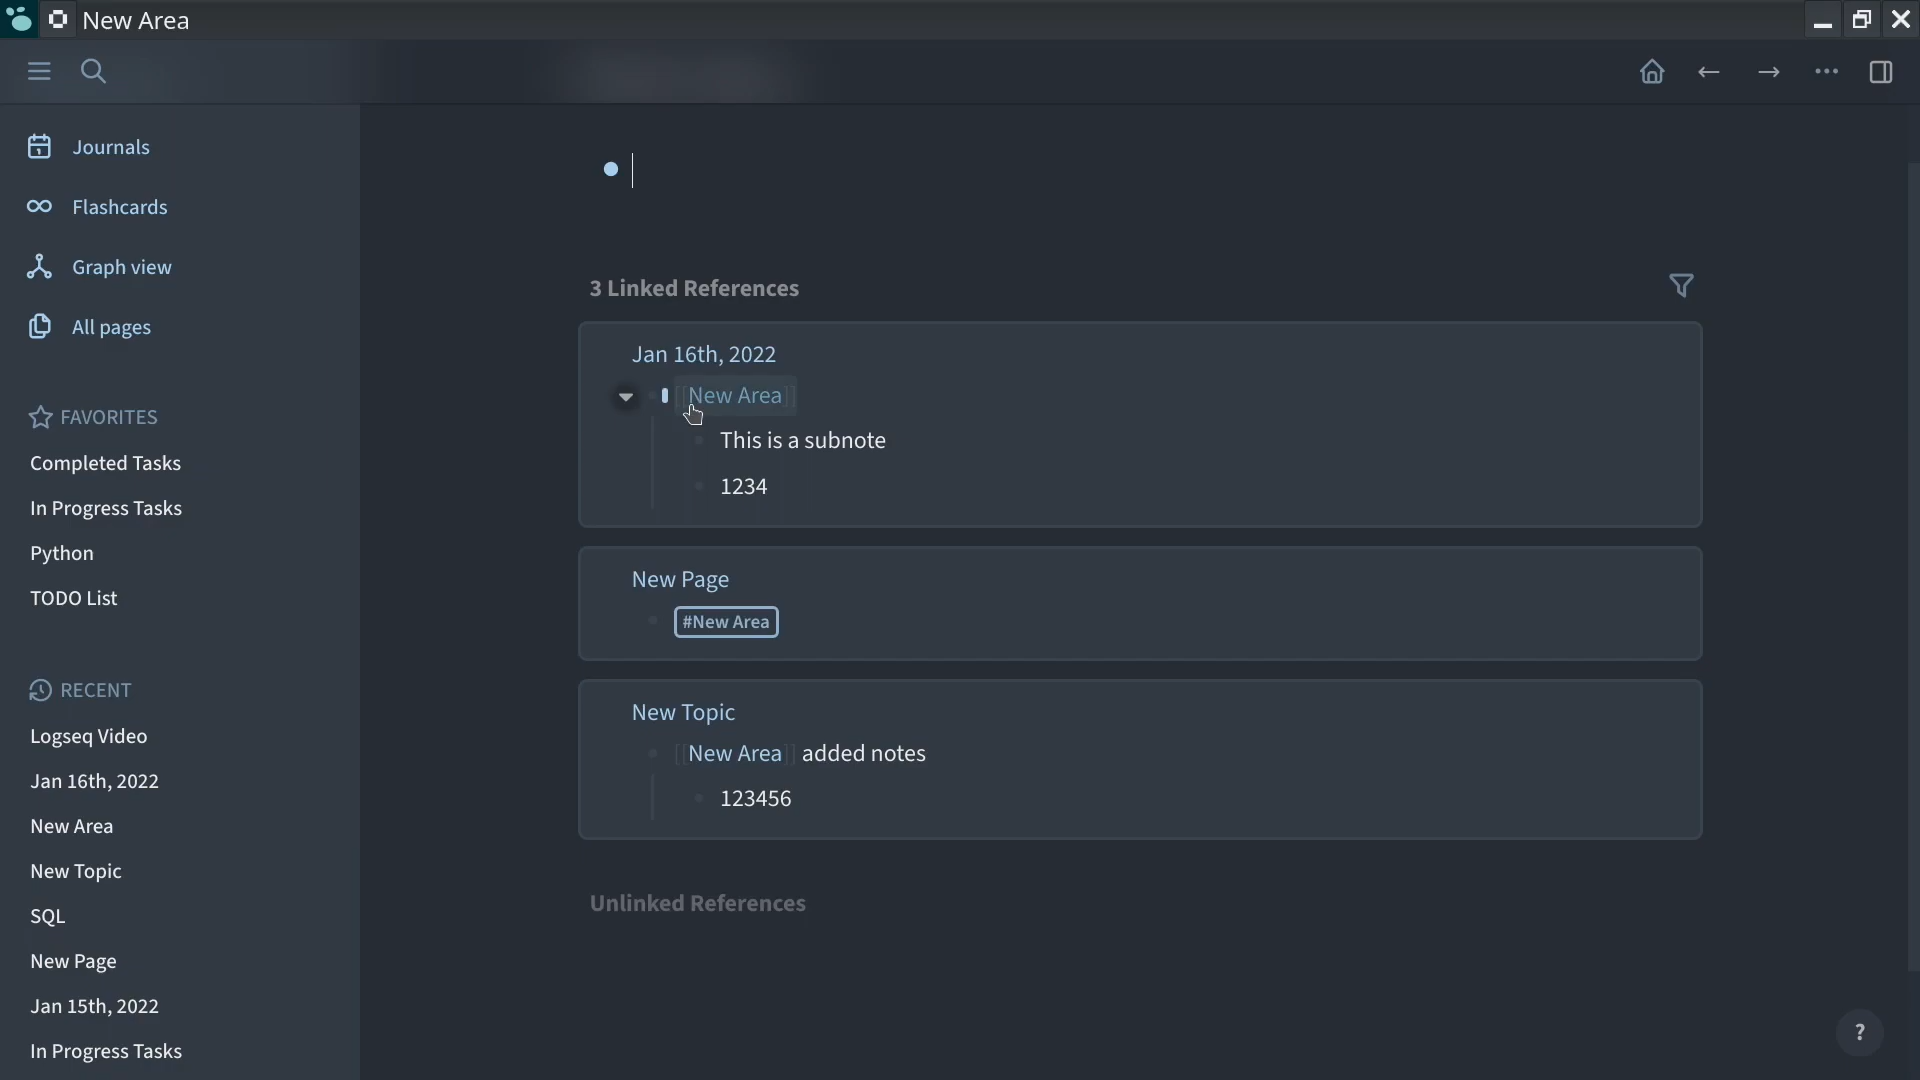 New Area
Journals
Flashcards
Graph view
All pages
FAVORITES
Completed Tasks
In Progress Tasks
Python
TODO List
RECENT
Logseq Video
Jan 16th, 2022
New Area
New Topic
SQL
New Page
Jan 15th, 2022
In Progress Tasks
3 Linked References
Jan 16th, 2022
[[New Area]]
This is a subnote
1234
New Page
#New Area
New Topic
[[New Area]] added notes
123456
Unlinked References
?